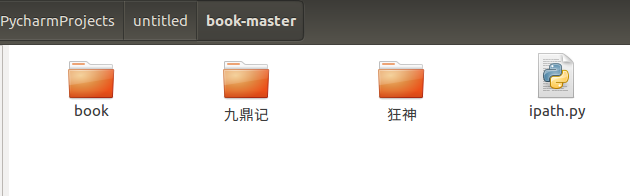 PycharmProjects untitled book-master
book 九鼎记 狂神 ipath.py